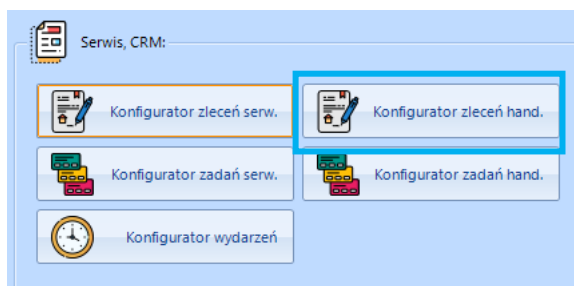 Serwis, CRM:
Konfigurator zleceń serw.
Konfigurator zleceń hand.
Konfigurator zadań serw.
Konfigurator zadań hand.
Konfigurator wydarzeń